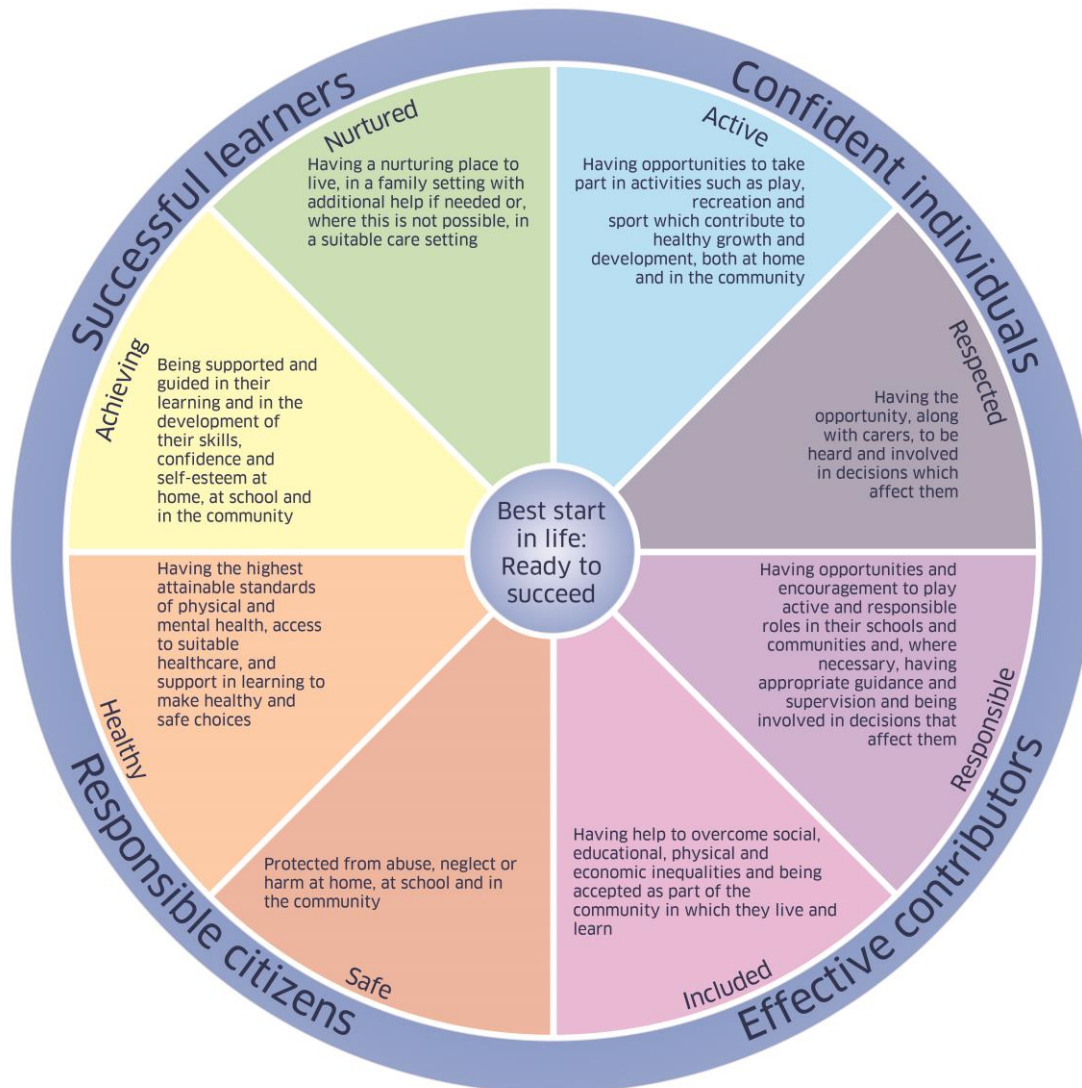 Successful learners
Confident individuals
Nurtured
Having a nurturing place to
live, in a family setting with
additional help if needed or,
where this is not possible, in
a suitable care setting
Active
Having opportunities to take
part in activities such as play,
recreation and
sport which contribute to
healthy growth and
development, both at home
and in the community
Achieving
Being supported and
guided in their
learning and in the
development of
their skills,
confidence and
self-esteem at
home, at school and
in the community
Respected
Having the
opportunity, along
with carers, to be
heard and involved
in decisions which
affect them
Best start
in life:
Ready to
succeed
Healthy
Having the highest
attainable standards
of physical and
mental health, access
to suitable
healthcare, and
support in learning to
make healthy and
safe choices
Responsible
Having opportunities and
encouragement to play
active and responsible
roles in their schools and
communities and, where
necessary, having
appropriate guidance and
supervision and being
involved in decisions that
affect them
Safe
Protected from abuse, neglect or
harm at home, at school and in
the community
Included
Having help to overcome social,
educational, physical and
economic inequalities and being
accepted as part of the
community in which they live and
learn
Responsible citizens
Effective contributors